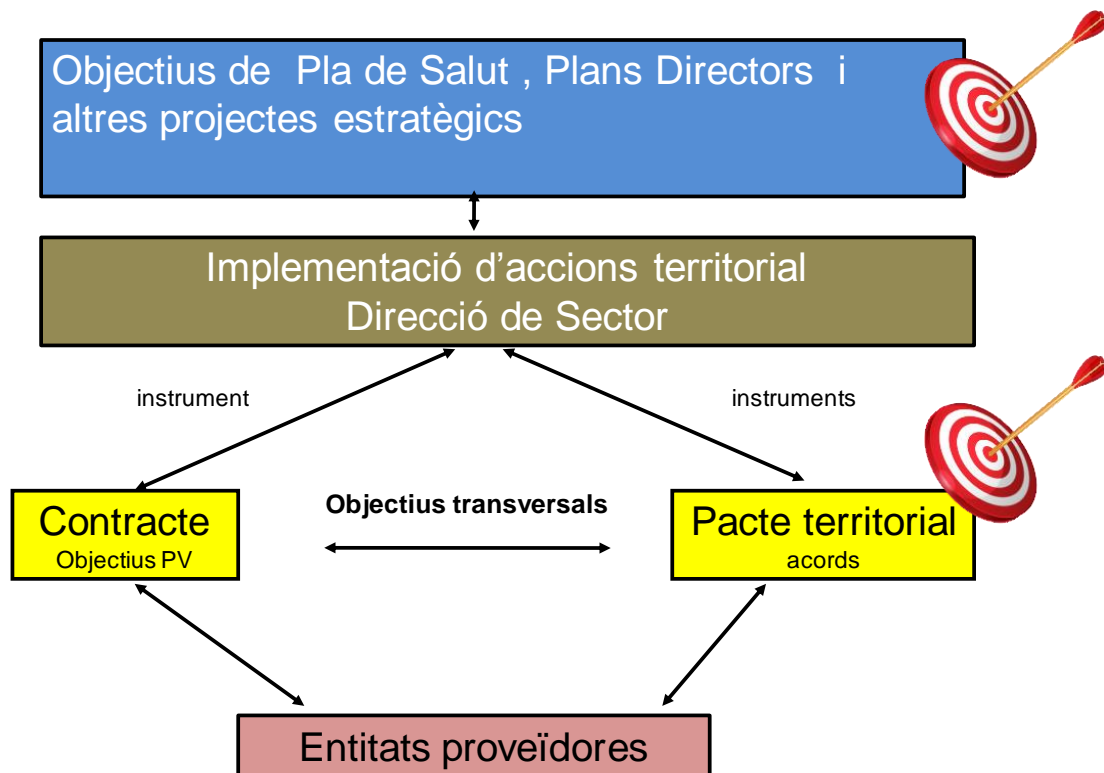 Objectius de Pla de Salut , Plans Directors i
altres projectes estratègics
Implementació d’accions territorial
Direcció de Sector
instrument
instruments
Contracte
Objectius PV
Objectius transversals
Pacte territorial
acords
Entitats proveïdores